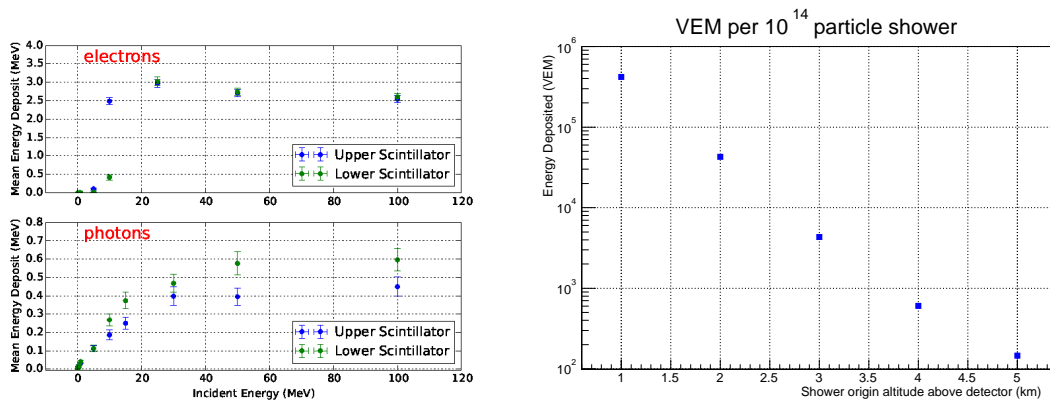 electrons
Mean Energy Deposit (MeV)
4.0
3.5
3.0
2.5
2.0
1.5
1.0
0.5
0.0
Upper Scintillator
Lower Scintillator
0 20 40 60 80 100 120
photons
Mean Energy Deposit (MeV)
0.8
0.7
0.6
0.5
0.4
0.3
0.2
0.1
0.0
Upper Scintillator
Lower Scintillator
0 20 40 60 80 100 120
Incident Energy (MeV)
VEM per 10^14 particle shower
Energy Deposited (VEM)
10^6
10^5
10^4
10^3
10^2
1 1.5 2 2.5 3 3.5 4 4.5 5
Shower origin altitude above detector (km)